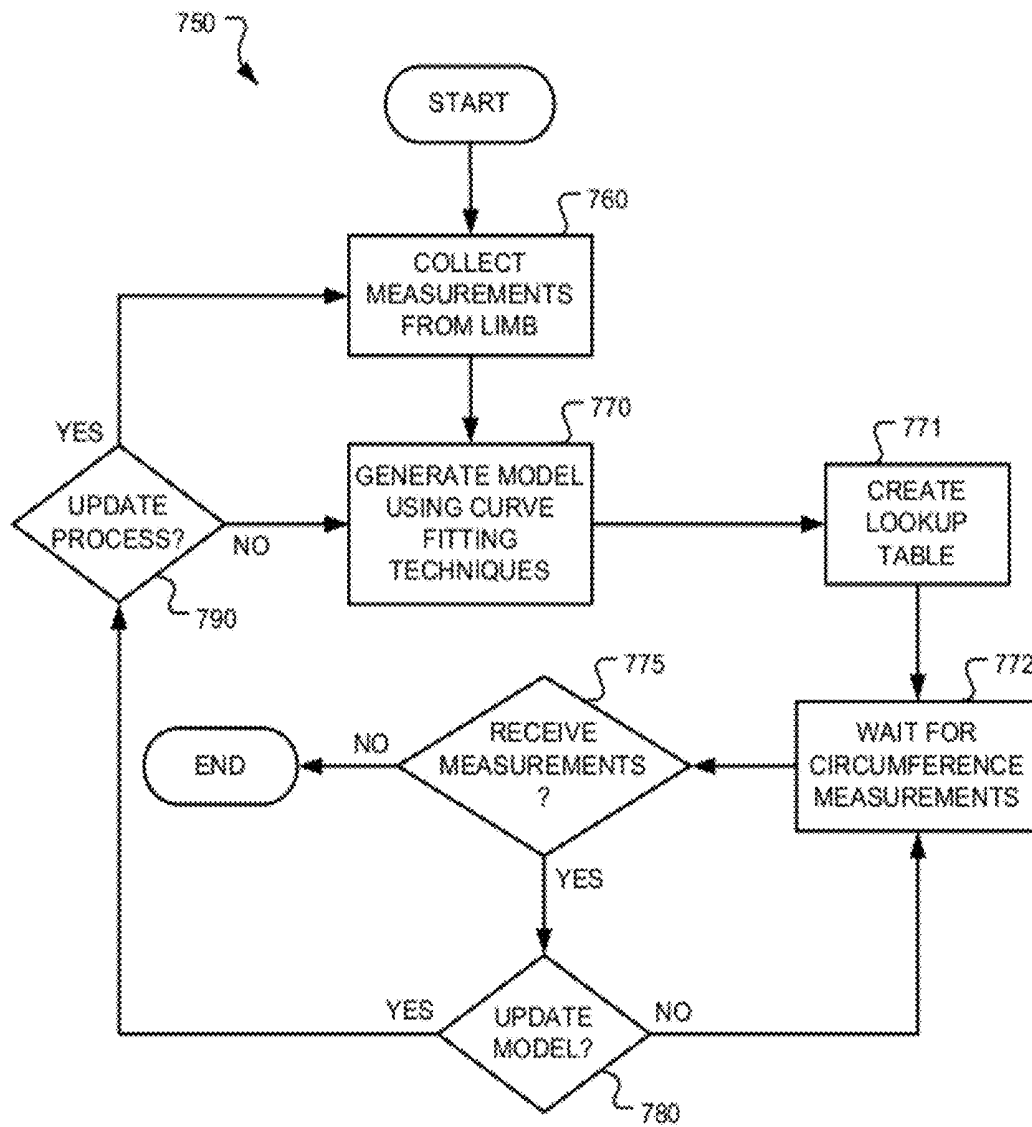 750
START
760
COLLECT
MEASUREMENTS
FROM LIMB
YES
770
771
UPDATE
PROCESS?
NO
GENERATE MODEL
USING CURVE
FITTING
TECHNIQUES
CREATE
LOOKUP
TABLE
790
775
772
END
NO
RECEIVE
MEASUREMENTS
?
WAIT FOR
CIRCUMFERENCE
MEASUREMENTS
YES
YES
UPDATE
MODEL?
NO
780